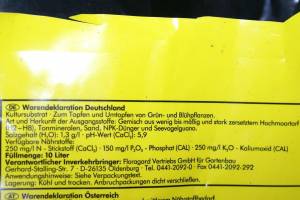 DE Warendeklaration Deutschland
Kultursubstrat · Zum Topfen und Umtopfen von Grün- und Blühpflanzen.
Art und Herkunft der Ausgangsstoffe: Gemisch aus wenig bis mäßig und stark zersetztem Hochmoortorf
(H2 – H8), Tonmineralen, Sand, NPK-Dünger und Seevogelguano.
Salzgehalt (H₂O): 1,3 g/l · pH-Wert (CaCl₂): 5,9
Verfügbare Nährstoffe:
250 mg/l N - Stickstoff (CaCl₂) · 150 mg/l P₂O₅ - Phosphat (CAL) · 250 mg/l K₂O - Kaliumoxid (CAL)
Füllmenge: 10 Liter
Verantwortlicher Inverkehrbringer: Floragard Vertriebs GmbH für Gartenbau
Gerhard-Stalling-Str. 7 · D-26135 Oldenburg · Tel. 0441-2092-0 · Fax 0441-2092-292
Anwendungshinweise: Siehe Verpackungstext.
Lagerung: Kühl und trocken. Anbruchpackungen dicht verschließen.
AT Warendeklaration Österreich